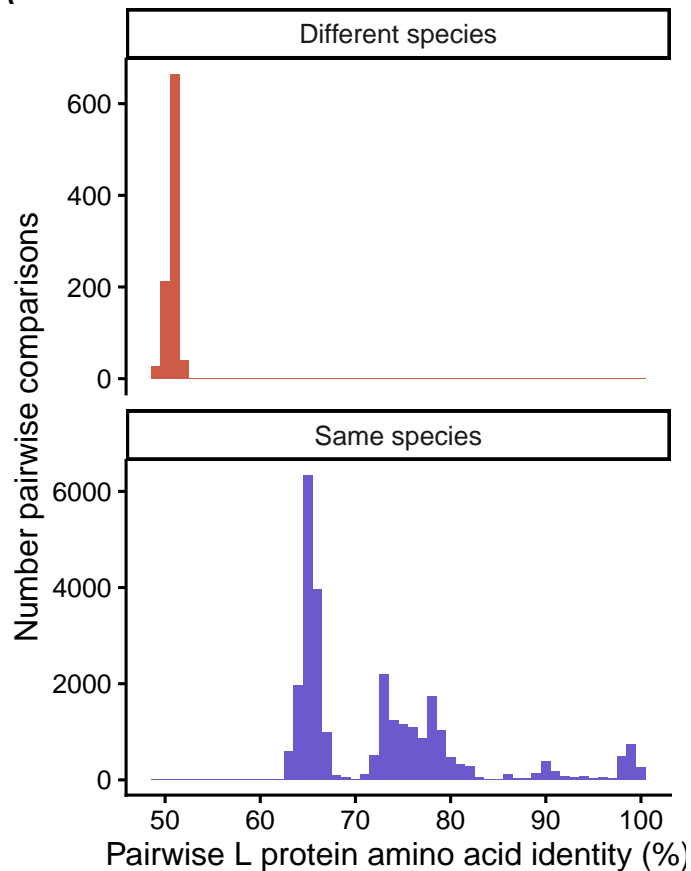 Different species
600
400
200
0
Same species
6000
4000
2000
0
50 60 70 80 90 100
Pairwise L protein amino acid identity (%)
Number pairwise comparisons